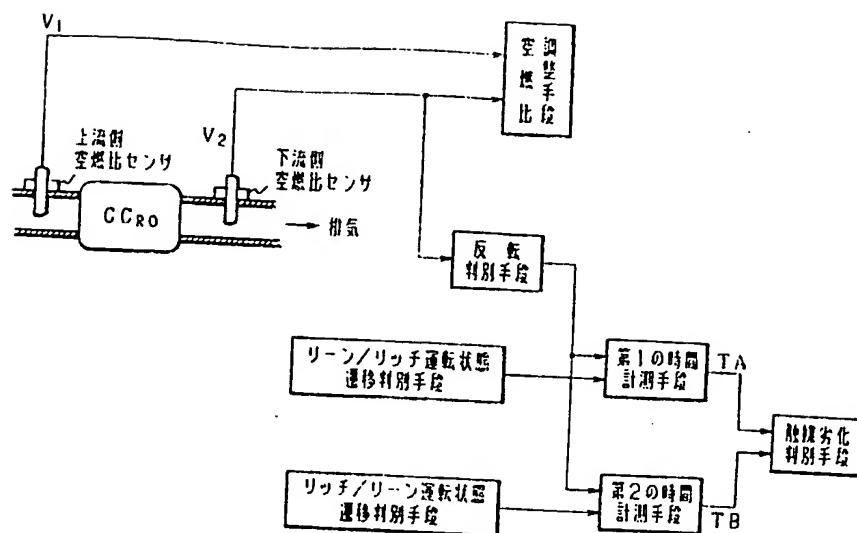 V1
空燃比
調整手段
V2
上流側
空燃比センサ
下流側
空燃比センサ
CCRO
排気
反転
判別手段
リーン/リッチ運転状態
遷移判別手段
第1の時間
計測手段
TA
触媒劣化
判別手段
リッチ/リーン運転状態
遷移判別手段
第2の時間
計測手段
TB